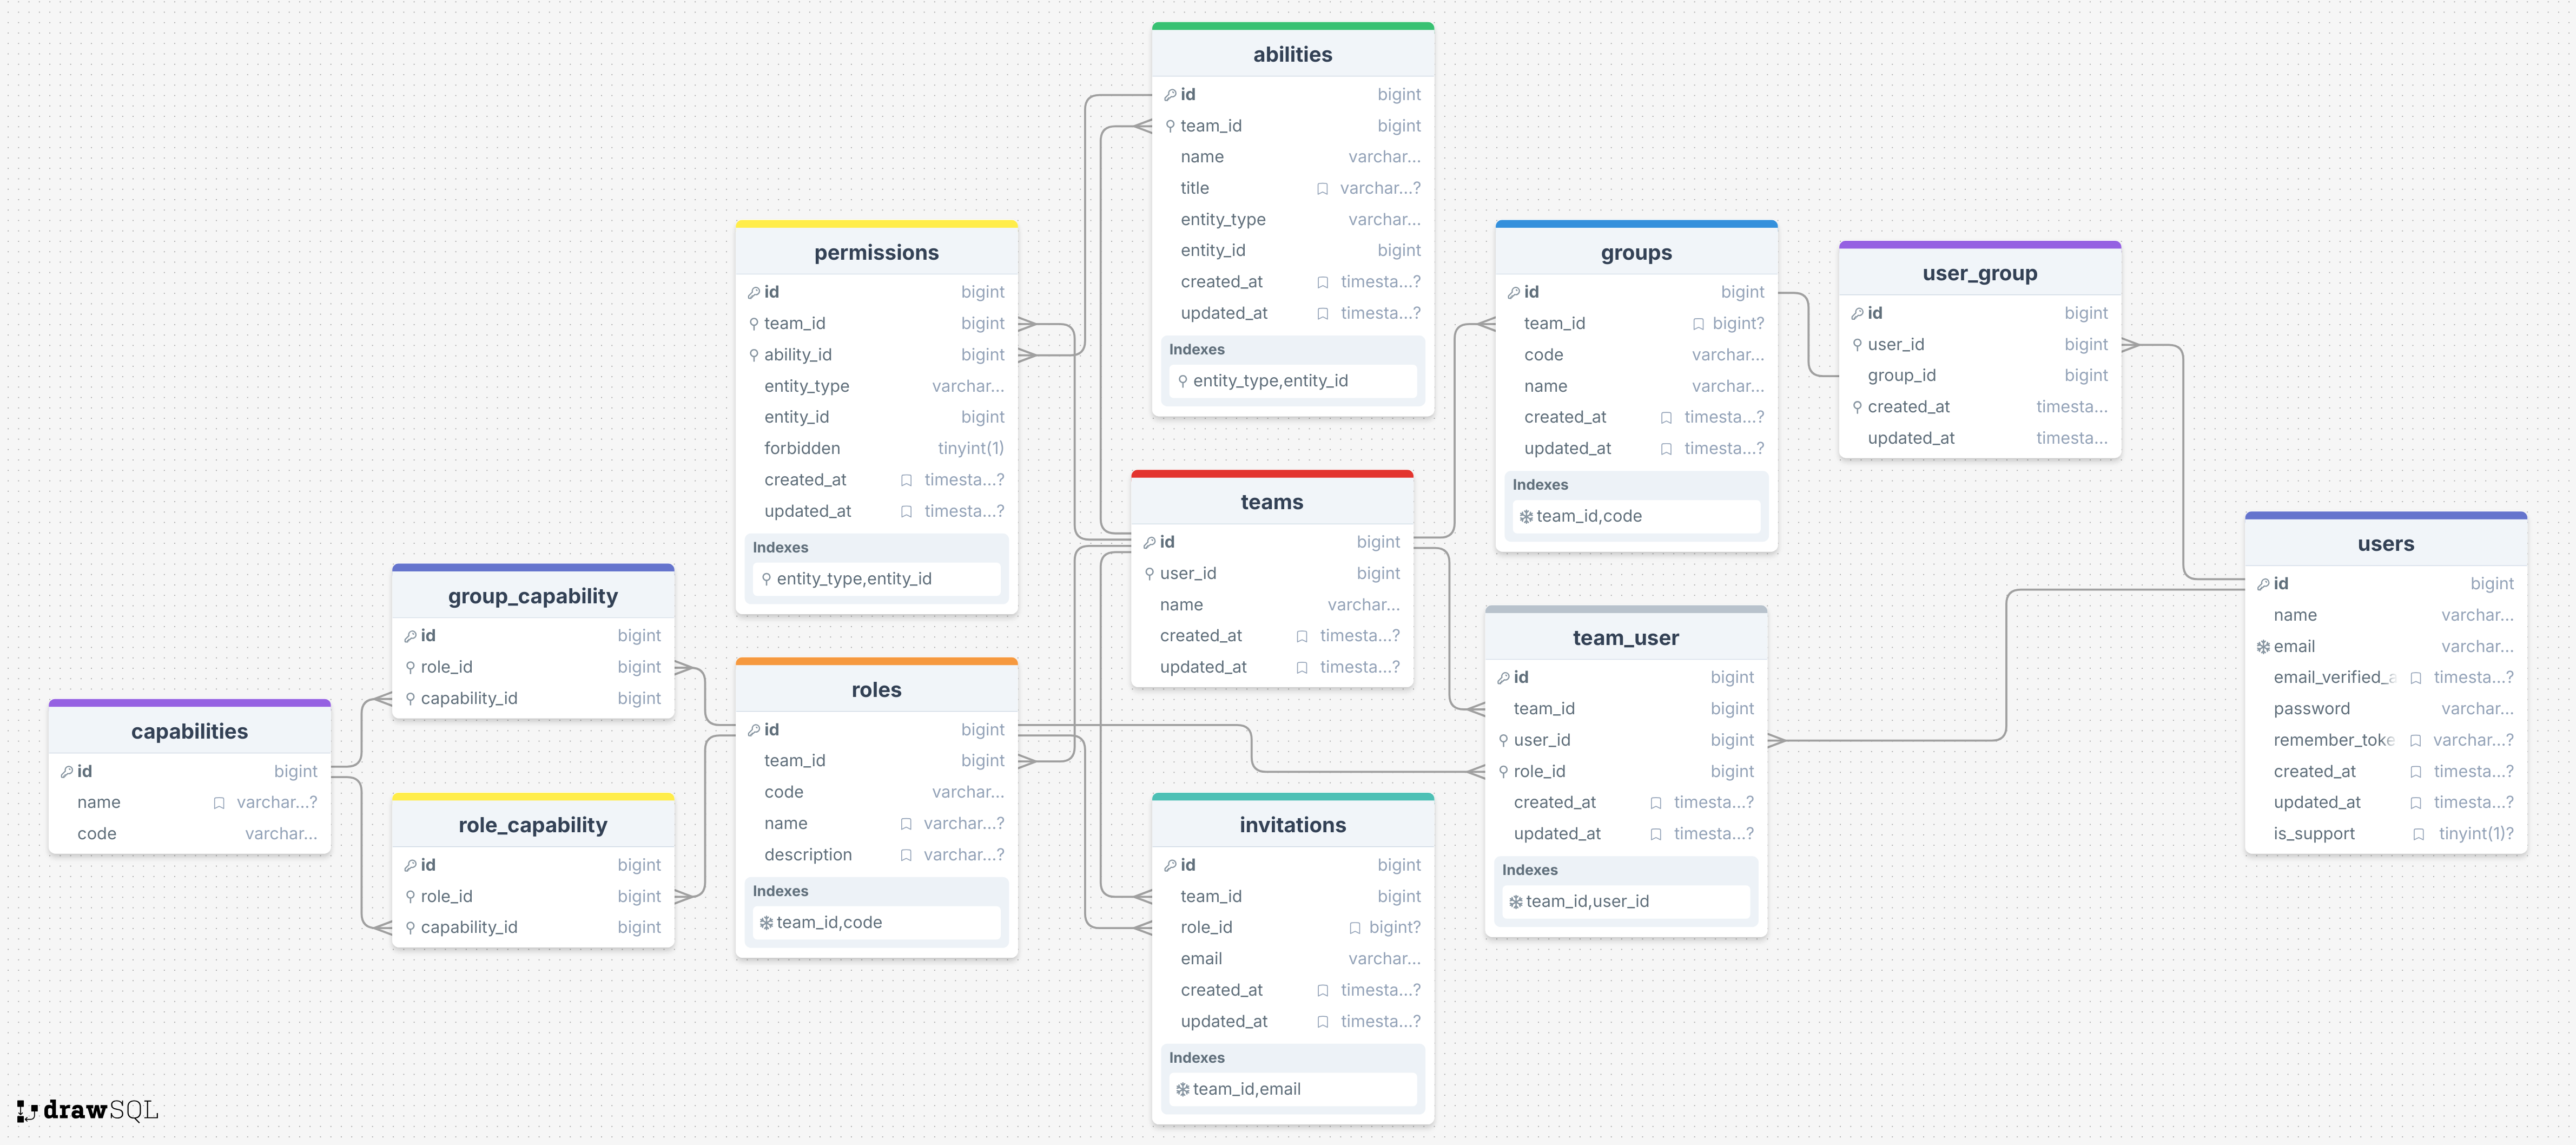 abilities
id bigint
team_id bigint
name varchar...
title varchar...?
entity_type varchar...
entity_id bigint
created_at timesta...?
updated_at timesta...?
Indexes
entity_type,entity_id
permissions
id bigint
team_id bigint
ability_id bigint
entity_type varchar...
entity_id bigint
forbidden tinyint(1)
created_at timesta...?
updated_at timesta...?
Indexes
entity_type,entity_id
groups
id bigint
team_id bigint?
code varchar...
name varchar...
created_at timesta...?
updated_at timesta...?
Indexes
team_id,code
user_group
id bigint
user_id bigint
group_id bigint
created_at timesta...
updated_at timesta...
teams
id bigint
user_id bigint
name varchar...
created_at timesta...?
updated_at timesta...?
users
id bigint
name varchar...
email varchar...
email_verified_a timesta...?
password varchar...
remember_toke varchar...?
created_at timesta...?
updated_at timesta...?
is_support tinyint(1)?
group_capability
id bigint
role_id bigint
capability_id bigint
team_user
id bigint
team_id bigint
user_id bigint
role_id bigint
created_at timesta...?
updated_at timesta...?
Indexes
team_id,user_id
roles
id bigint
team_id bigint
code varchar...
name varchar...?
description varchar...?
Indexes
team_id,code
capabilities
id bigint
name varchar...?
code varchar...
role_capability
id bigint
role_id bigint
capability_id bigint
invitations
id bigint
team_id bigint
role_id bigint?
email varchar...
created_at timesta...?
updated_at timesta...?
Indexes
team_id,email
drawSQL